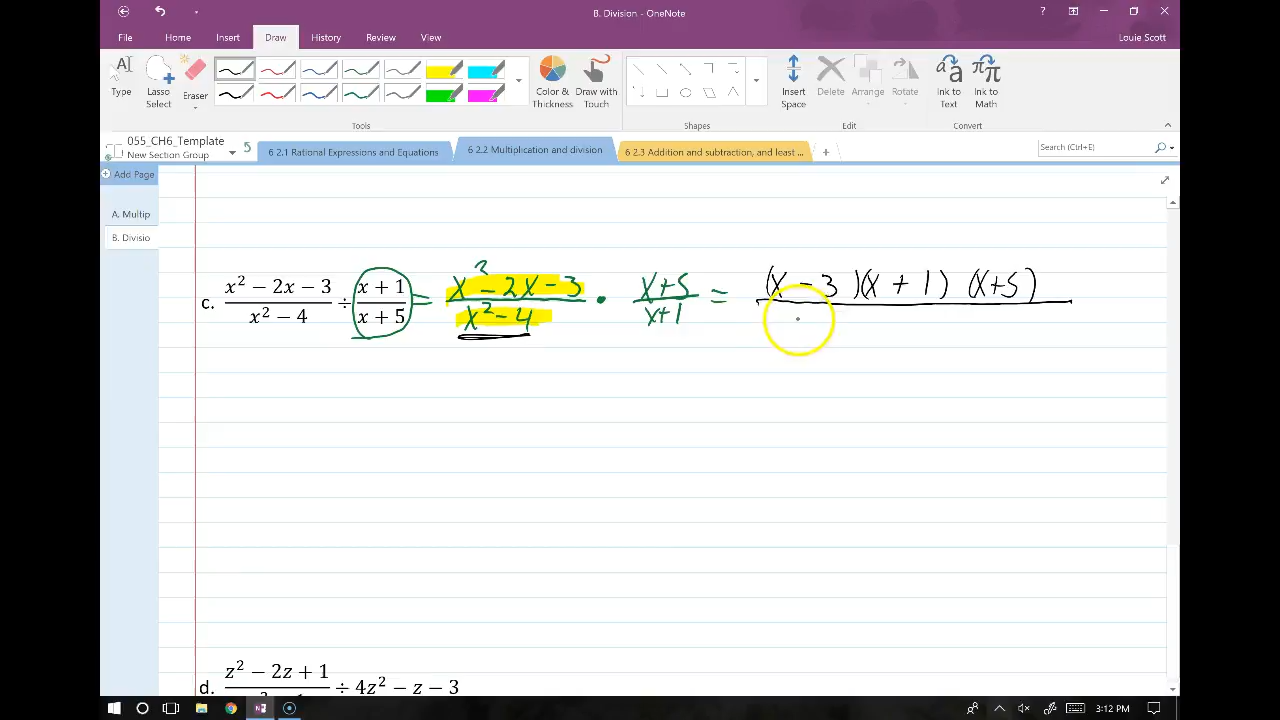 B. Division - OneNote
File Home Insert Draw History Review View Louie Scott
Type Lasso Select Eraser Color & Thickness Draw with Touch Insert Space Delete Arrange Rotate Ink to Text Ink to Math
Tools Shapes Edit Convert
055_CH6_Template
New Section Group
6 2.1 Rational Expressions and Equations 6 2.2 Multiplication and division 6 2.3 Addition and subtraction, and least ... Search (Ctrl+E)
Add Page
A. Multip
B. Divisio
c. (x² − 2x − 3)/(x² − 4) ÷ (x + 1)/(x + 5) = (x² − 2x − 3)/(x² − 4) • (x+5)/(x+1) = (x − 3)(x + 1) (x+5)
d. z² − 2z + 1 ÷ 4z² − z − 3
3:12 PM